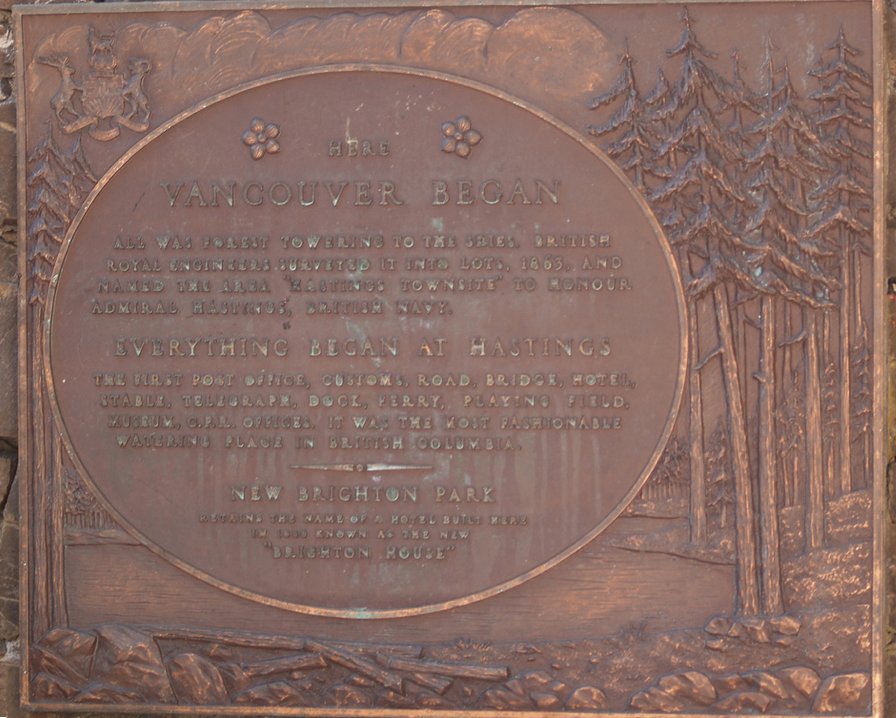 HERE
VANCOUVER BEGAN
ALL WAS FOREST TOWERING TO THE SKIES. BRITISH
ROYAL ENGINEERS SURVEYED IT INTO LOTS, 1863, AND
NAMED THE AREA "HASTINGS TOWNSITE" TO HONOUR
ADMIRAL HASTINGS, BRITISH NAVY.
EVERYTHING BEGAN AT HASTINGS
THE FIRST POST OFFICE, CUSTOMS, ROAD, BRIDGE, HOTEL,
STABLE, TELEGRAPH, DOCK, FERRY, PLAYING FIELD,
MUSEUM, C.P.R. OFFICES. IT WAS THE MOST FASHIONABLE
WATERING PLACE IN BRITISH COLUMBIA.
NEW BRIGHTON PARK
RETAINS THE NAME OF A HOTEL BUILT HERE
IN 1880 KNOWN AS THE NEW
"BRIGHTON HOUSE"